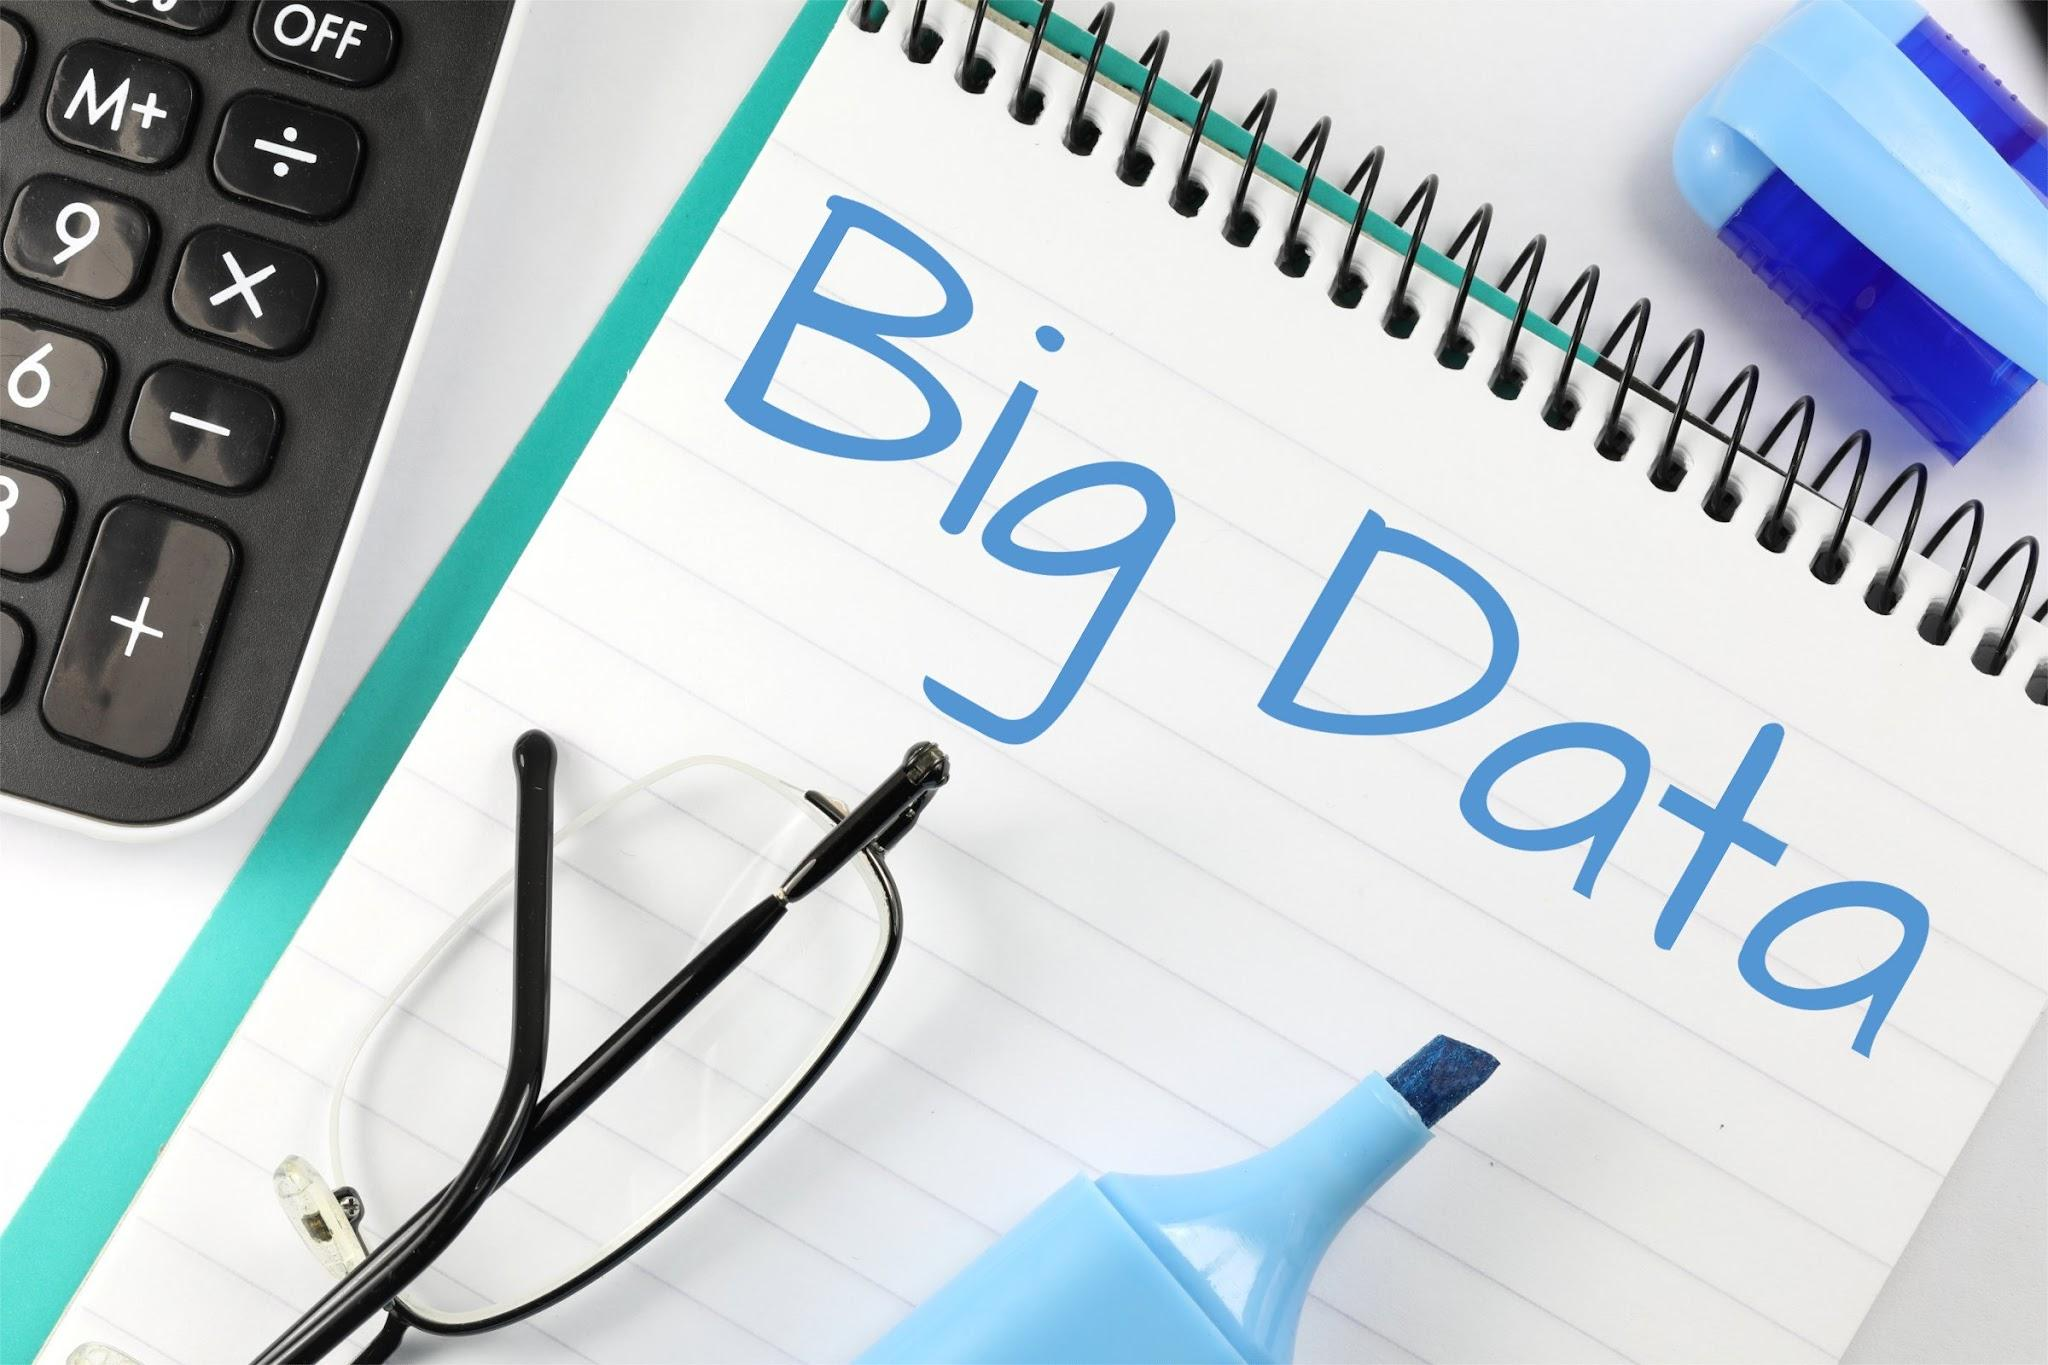 OFF
M+ ÷
9 ×
6 −
+
Big Data